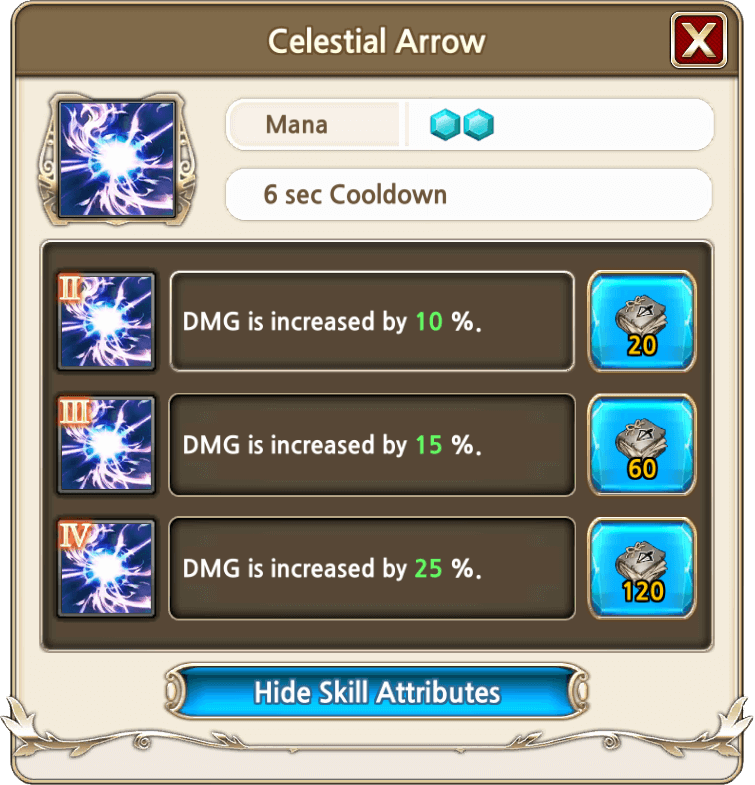 Celestial Arrow
X
Mana
6 sec Cooldown
II
DMG is increased by 10 %.
20
III
DMG is increased by 15 %.
60
IV
DMG is increased by 25 %.
120
Hide Skill Attributes